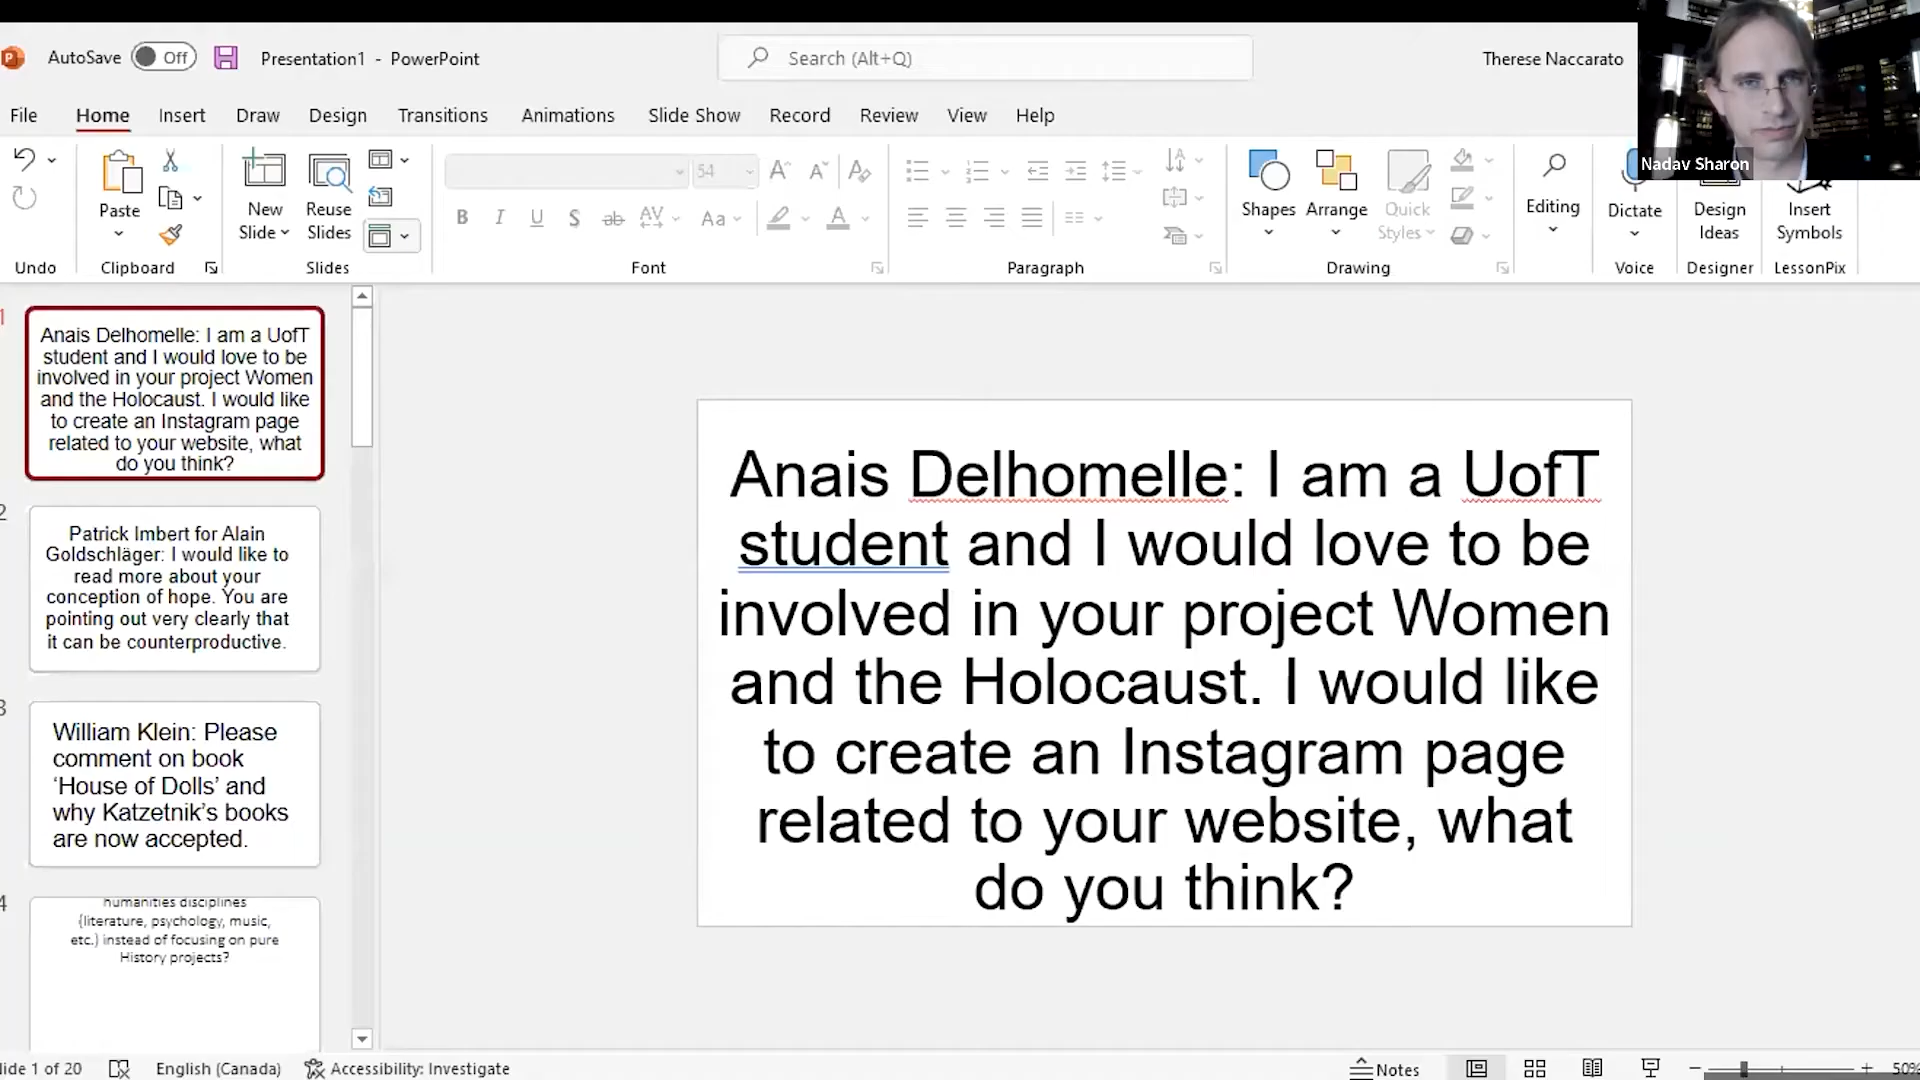 AutoSave Off Presentation1 - PowerPoint Search (Alt+Q) Therese Naccarato
File Home Insert Draw Design Transitions Animations Slide Show Record Review View Help
Nadav Sharon
54
Paste
New Slide
Reuse Slides
B I U S ab AV Aa A
Shapes Arrange Quick Styles
Editing
Dictate
Design Ideas
Insert Symbols
Undo Clipboard Slides Font Paragraph Drawing Voice Designer LessonPix
1
Anais Delhomelle: I am a UofT
student and I would love to be
involved in your project Women
and the Holocaust. I would like
to create an Instagram page
related to your website, what
do you think?
2
Patrick Imbert for Alain
Goldschläger: I would like to
read more about your
conception of hope. You are
pointing out very clearly that
it can be counterproductive.
3
William Klein: Please
comment on book
‘House of Dolls’ and
why Katzetnik’s books
are now accepted.
4
humanities disciplines
(literature, psychology, music,
etc.) instead of focusing on pure
History projects?
Anais Delhomelle: I am a UofT
student and I would love to be
involved in your project Women
and the Holocaust. I would like
to create an Instagram page
related to your website, what
do you think?
lide 1 of 20 English (Canada) Accessibility: Investigate Notes 50%